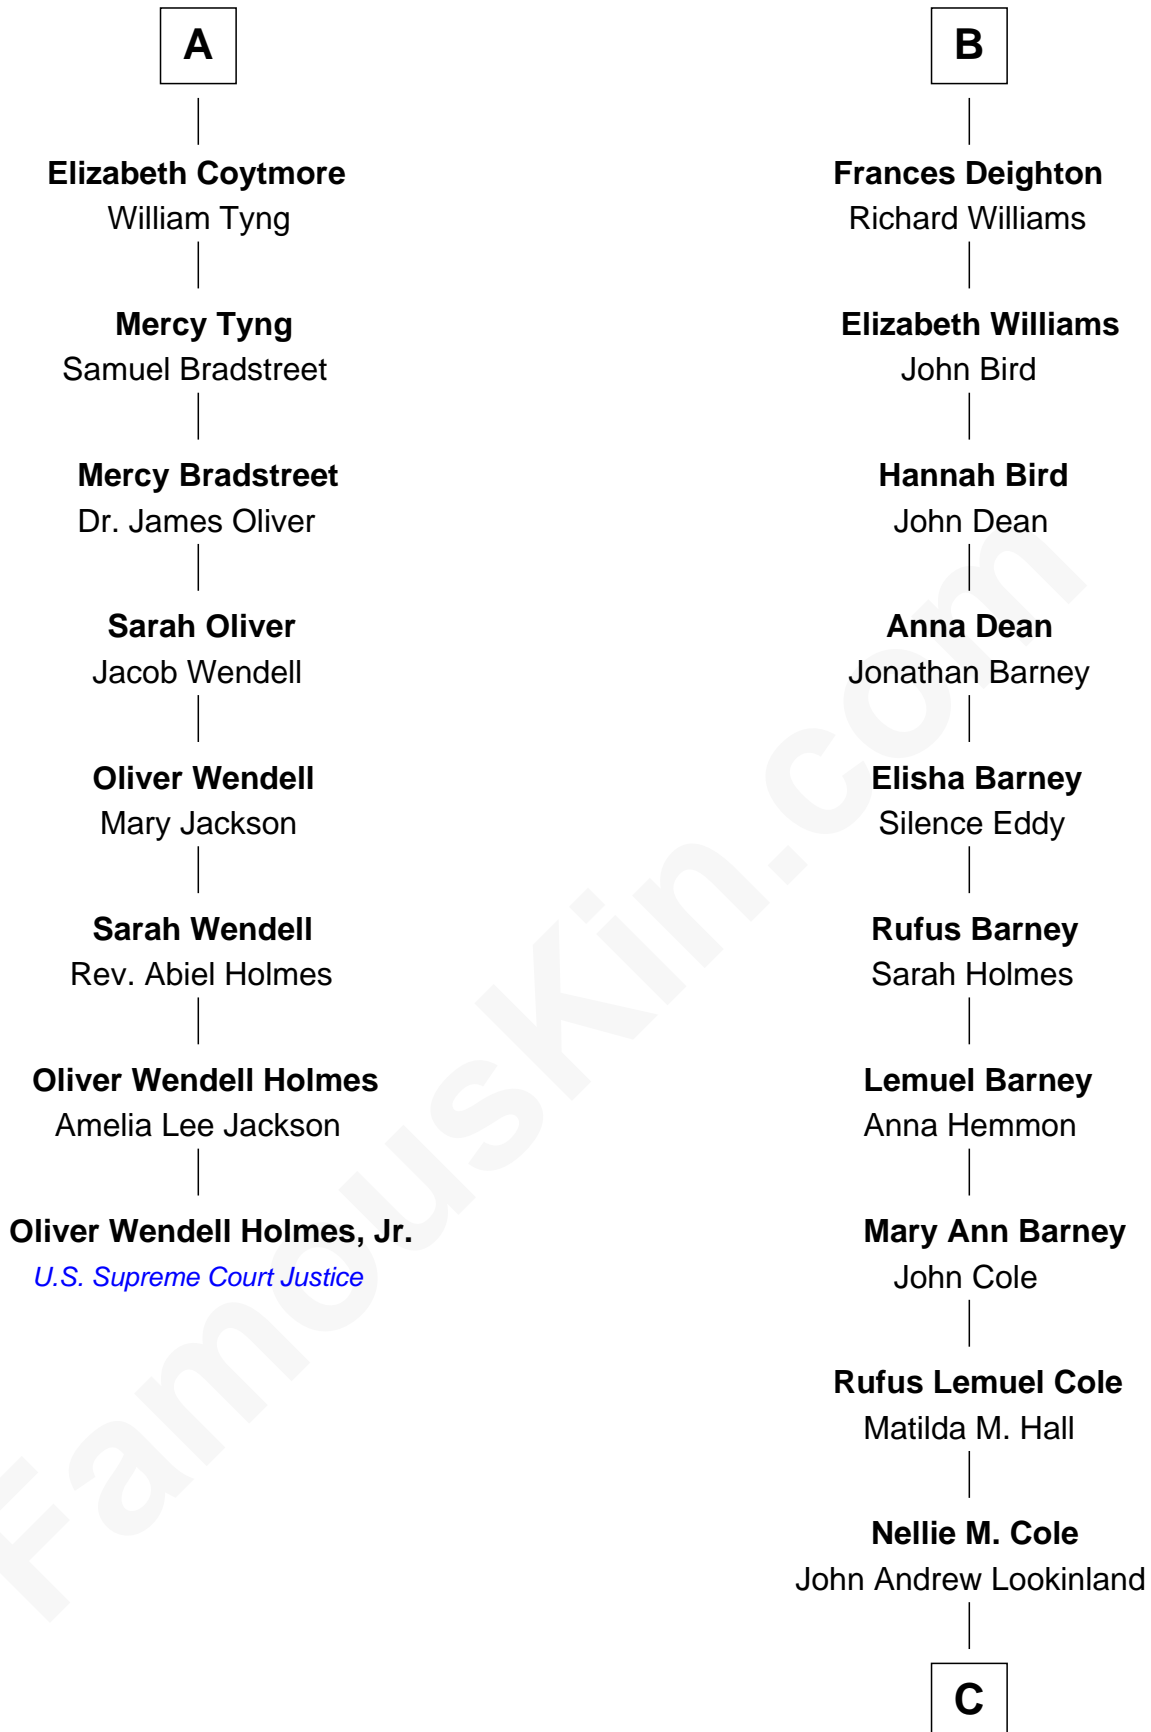 A
Elizabeth Coytmore
William Tyng
Mercy Tyng
Samuel Bradstreet
Mercy Bradstreet
Dr. James Oliver
Sarah Oliver
Jacob Wendell
Oliver Wendell
Mary Jackson
Sarah Wendell
Rev. Abiel Holmes
Oliver Wendell Holmes
Amelia Lee Jackson
Oliver Wendell Holmes, Jr.
U.S. Supreme Court Justice
B
Frances Deighton
Richard Williams
Elizabeth Williams
John Bird
Hannah Bird
John Dean
Anna Dean
Jonathan Barney
Elisha Barney
Silence Eddy
Rufus Barney
Sarah Holmes
Lemuel Barney
Anna Hemmon
Mary Ann Barney
John Cole
Rufus Lemuel Cole
Matilda M. Hall
Nellie M. Cole
John Andrew Lookinland
C
FamousKin.com